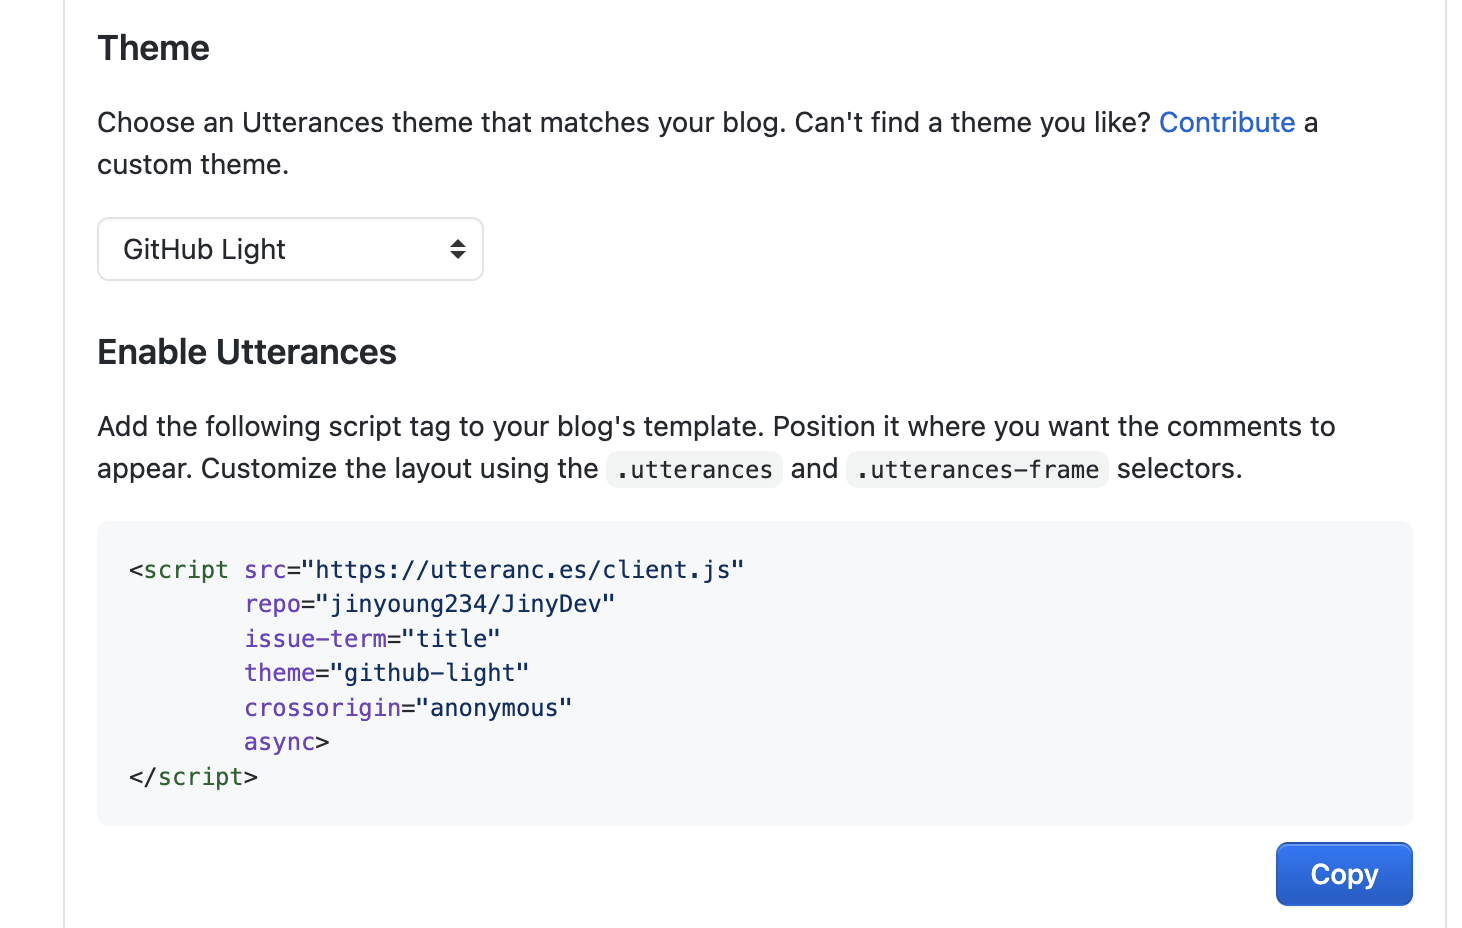 Theme
Choose an Utterances theme that matches your blog. Can't find a theme you like? Contribute a
custom theme.
GitHub Light
Enable Utterances
Add the following script tag to your blog's template. Position it where you want the comments to
appear. Customize the layout using the .utterances and .utterances-frame selectors.
<script src="https://utteranc.es/client.js"
        repo="jinyoung234/JinyDev"
        issue-term="title"
        theme="github-light"
        crossorigin="anonymous"
        async>
</script>
Copy